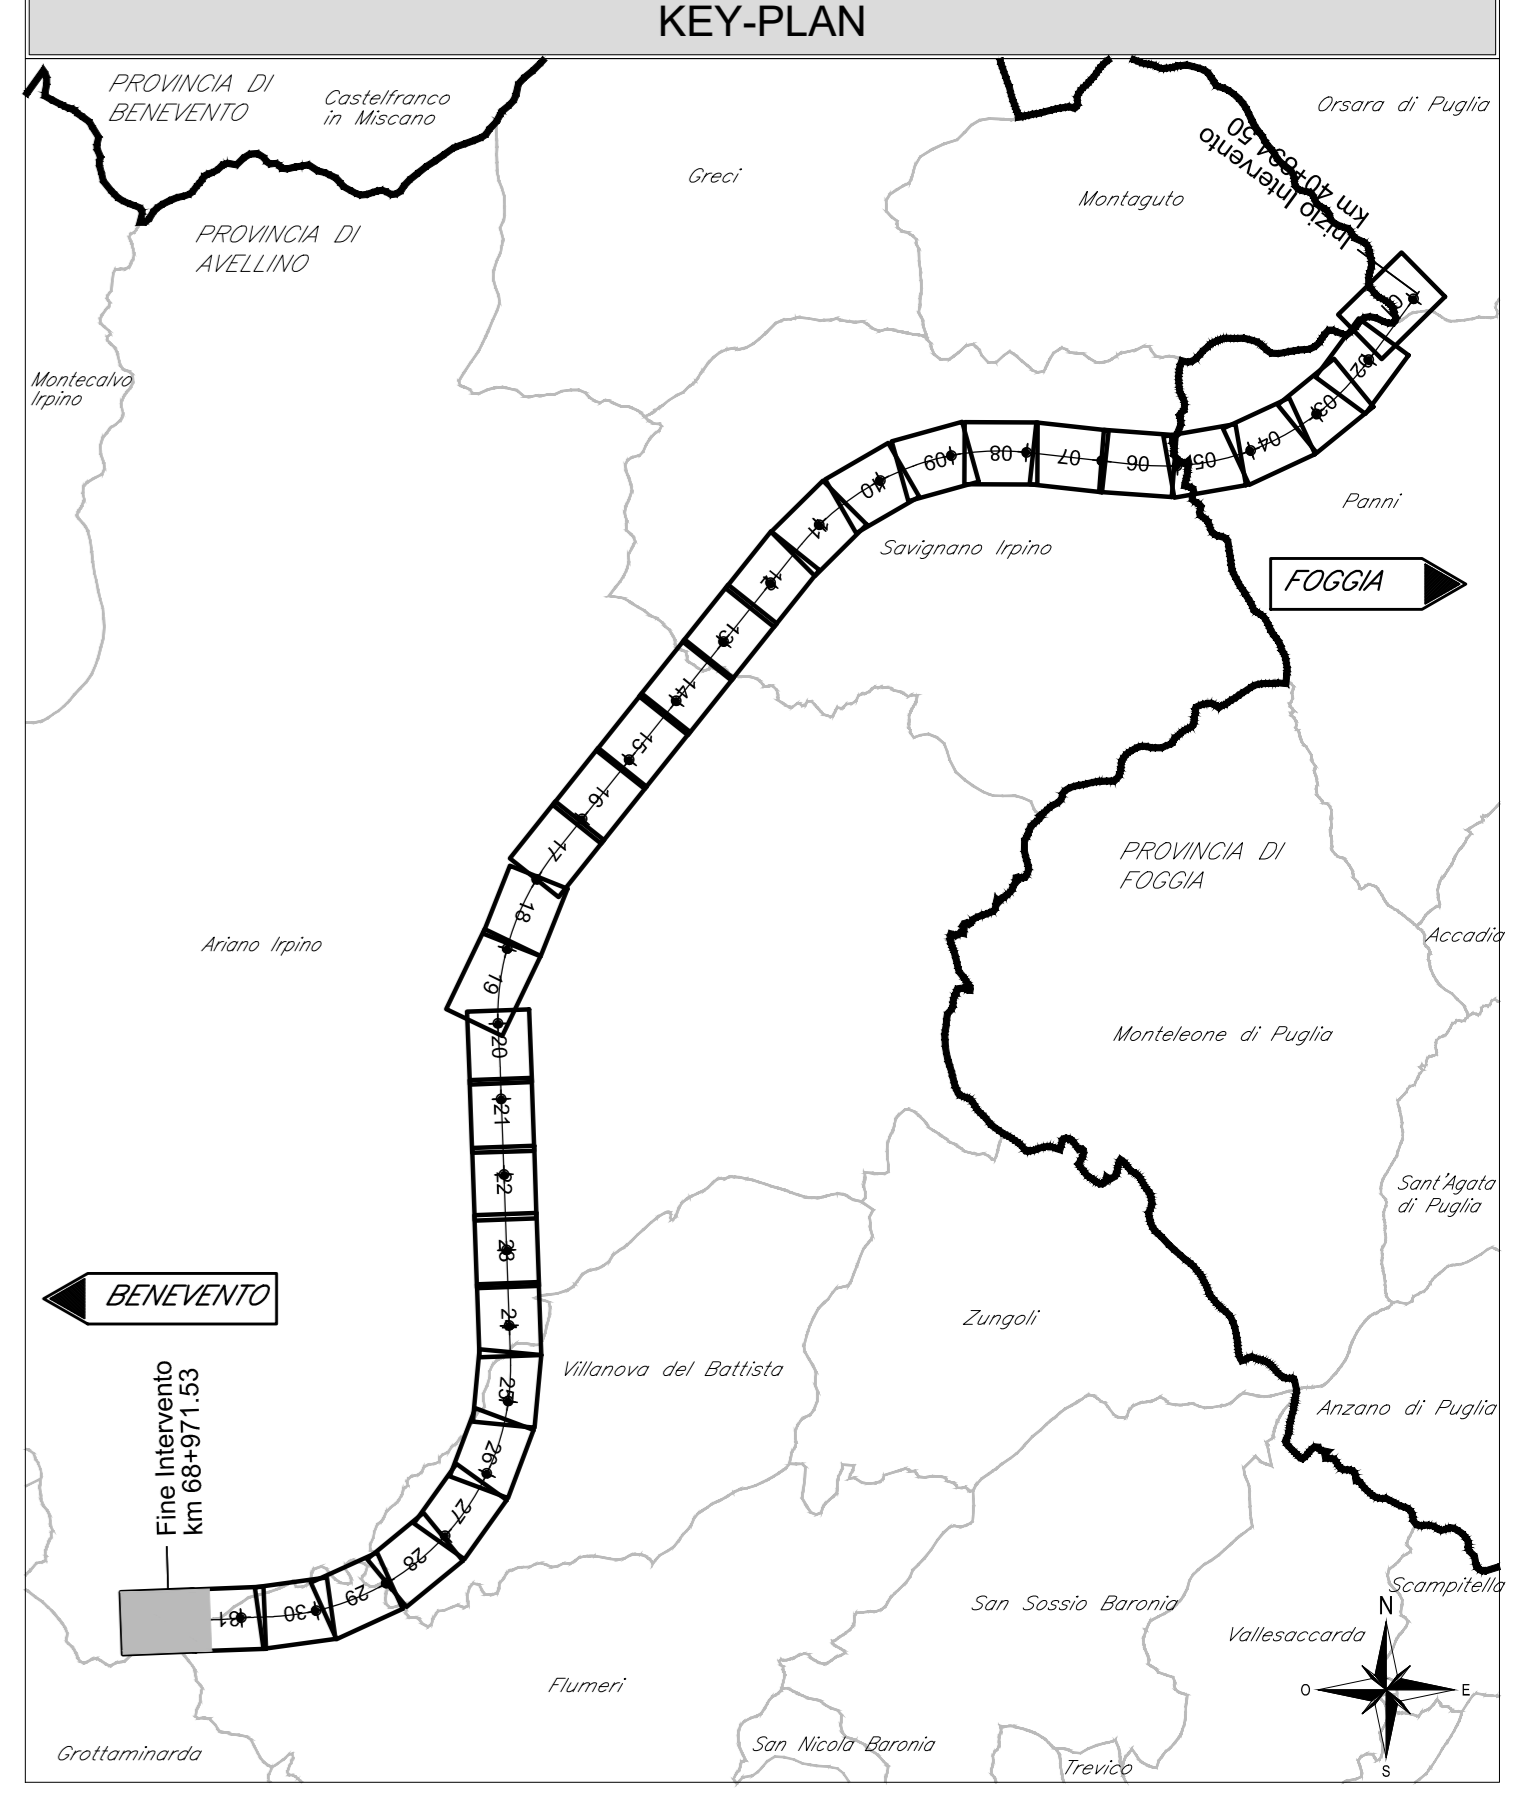 KEY-PLAN
PROVINCIA DI
BENEVENTO
Castelfranco
in Miscano
Orsara di Puglia
Greci
Montaguto
Inizio Intervento
PROVINCIA DI
AVELLINO
Montecalvo
Irpino
01
02
03
04
05
06
07
08
09
10
11
12
13
14
15
16
17
18
19
20
21
22
23
24
25
26
27
28
29
30
31
Panni
Savignano Irpino
FOGGIA
PROVINCIA DI
FOGGIA
Accadia
Ariano Irpino
Monteleone di Puglia
Sant'Agata
di Puglia
BENEVENTO
Zungoli
Villanova del Battista
Anzano di Puglia
Fine Intervento
km 68+971.53
Scampitella
San Sossio Baronia
Vallesaccarda
N
O
E
S
Flumeri
San Nicola Baronia
Grottaminarda
Trevico